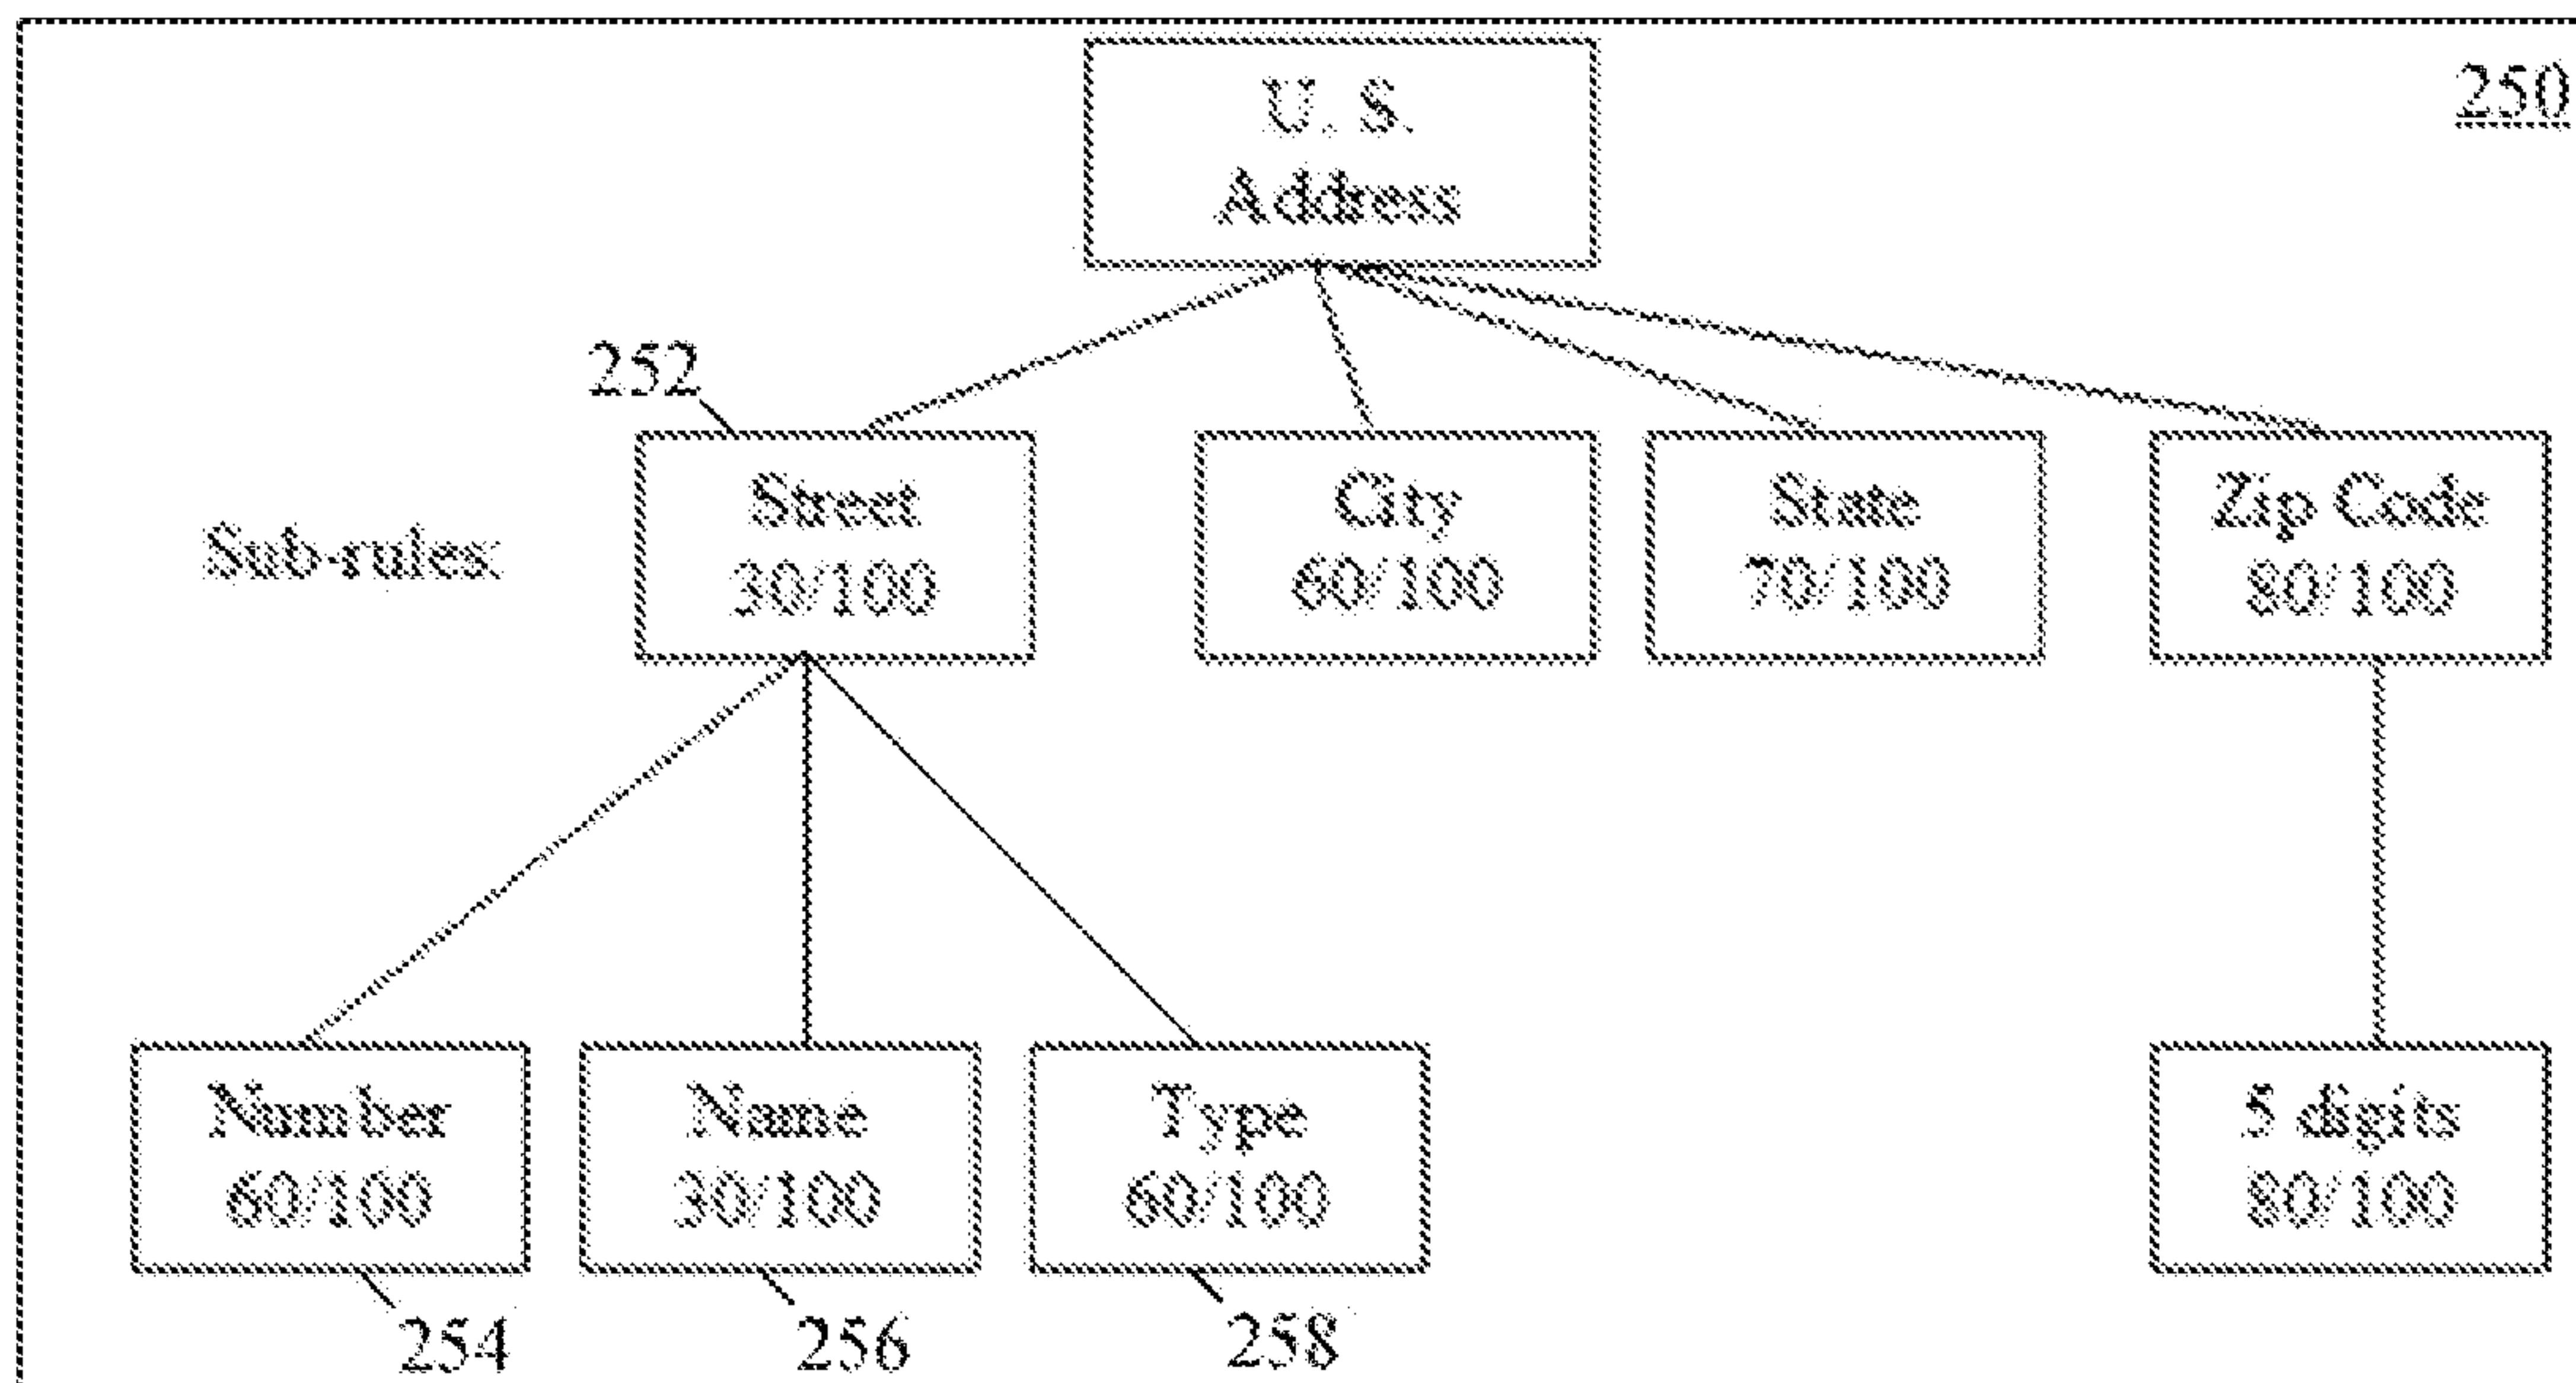 250
U. S.
Address
252
Sub-rules:
Street
30/100
City
60/100
State
70/100
Zip Code
80/100
Number
60/100
Name
30/100
Type
60/100
5 digits
80/100
254
256
258